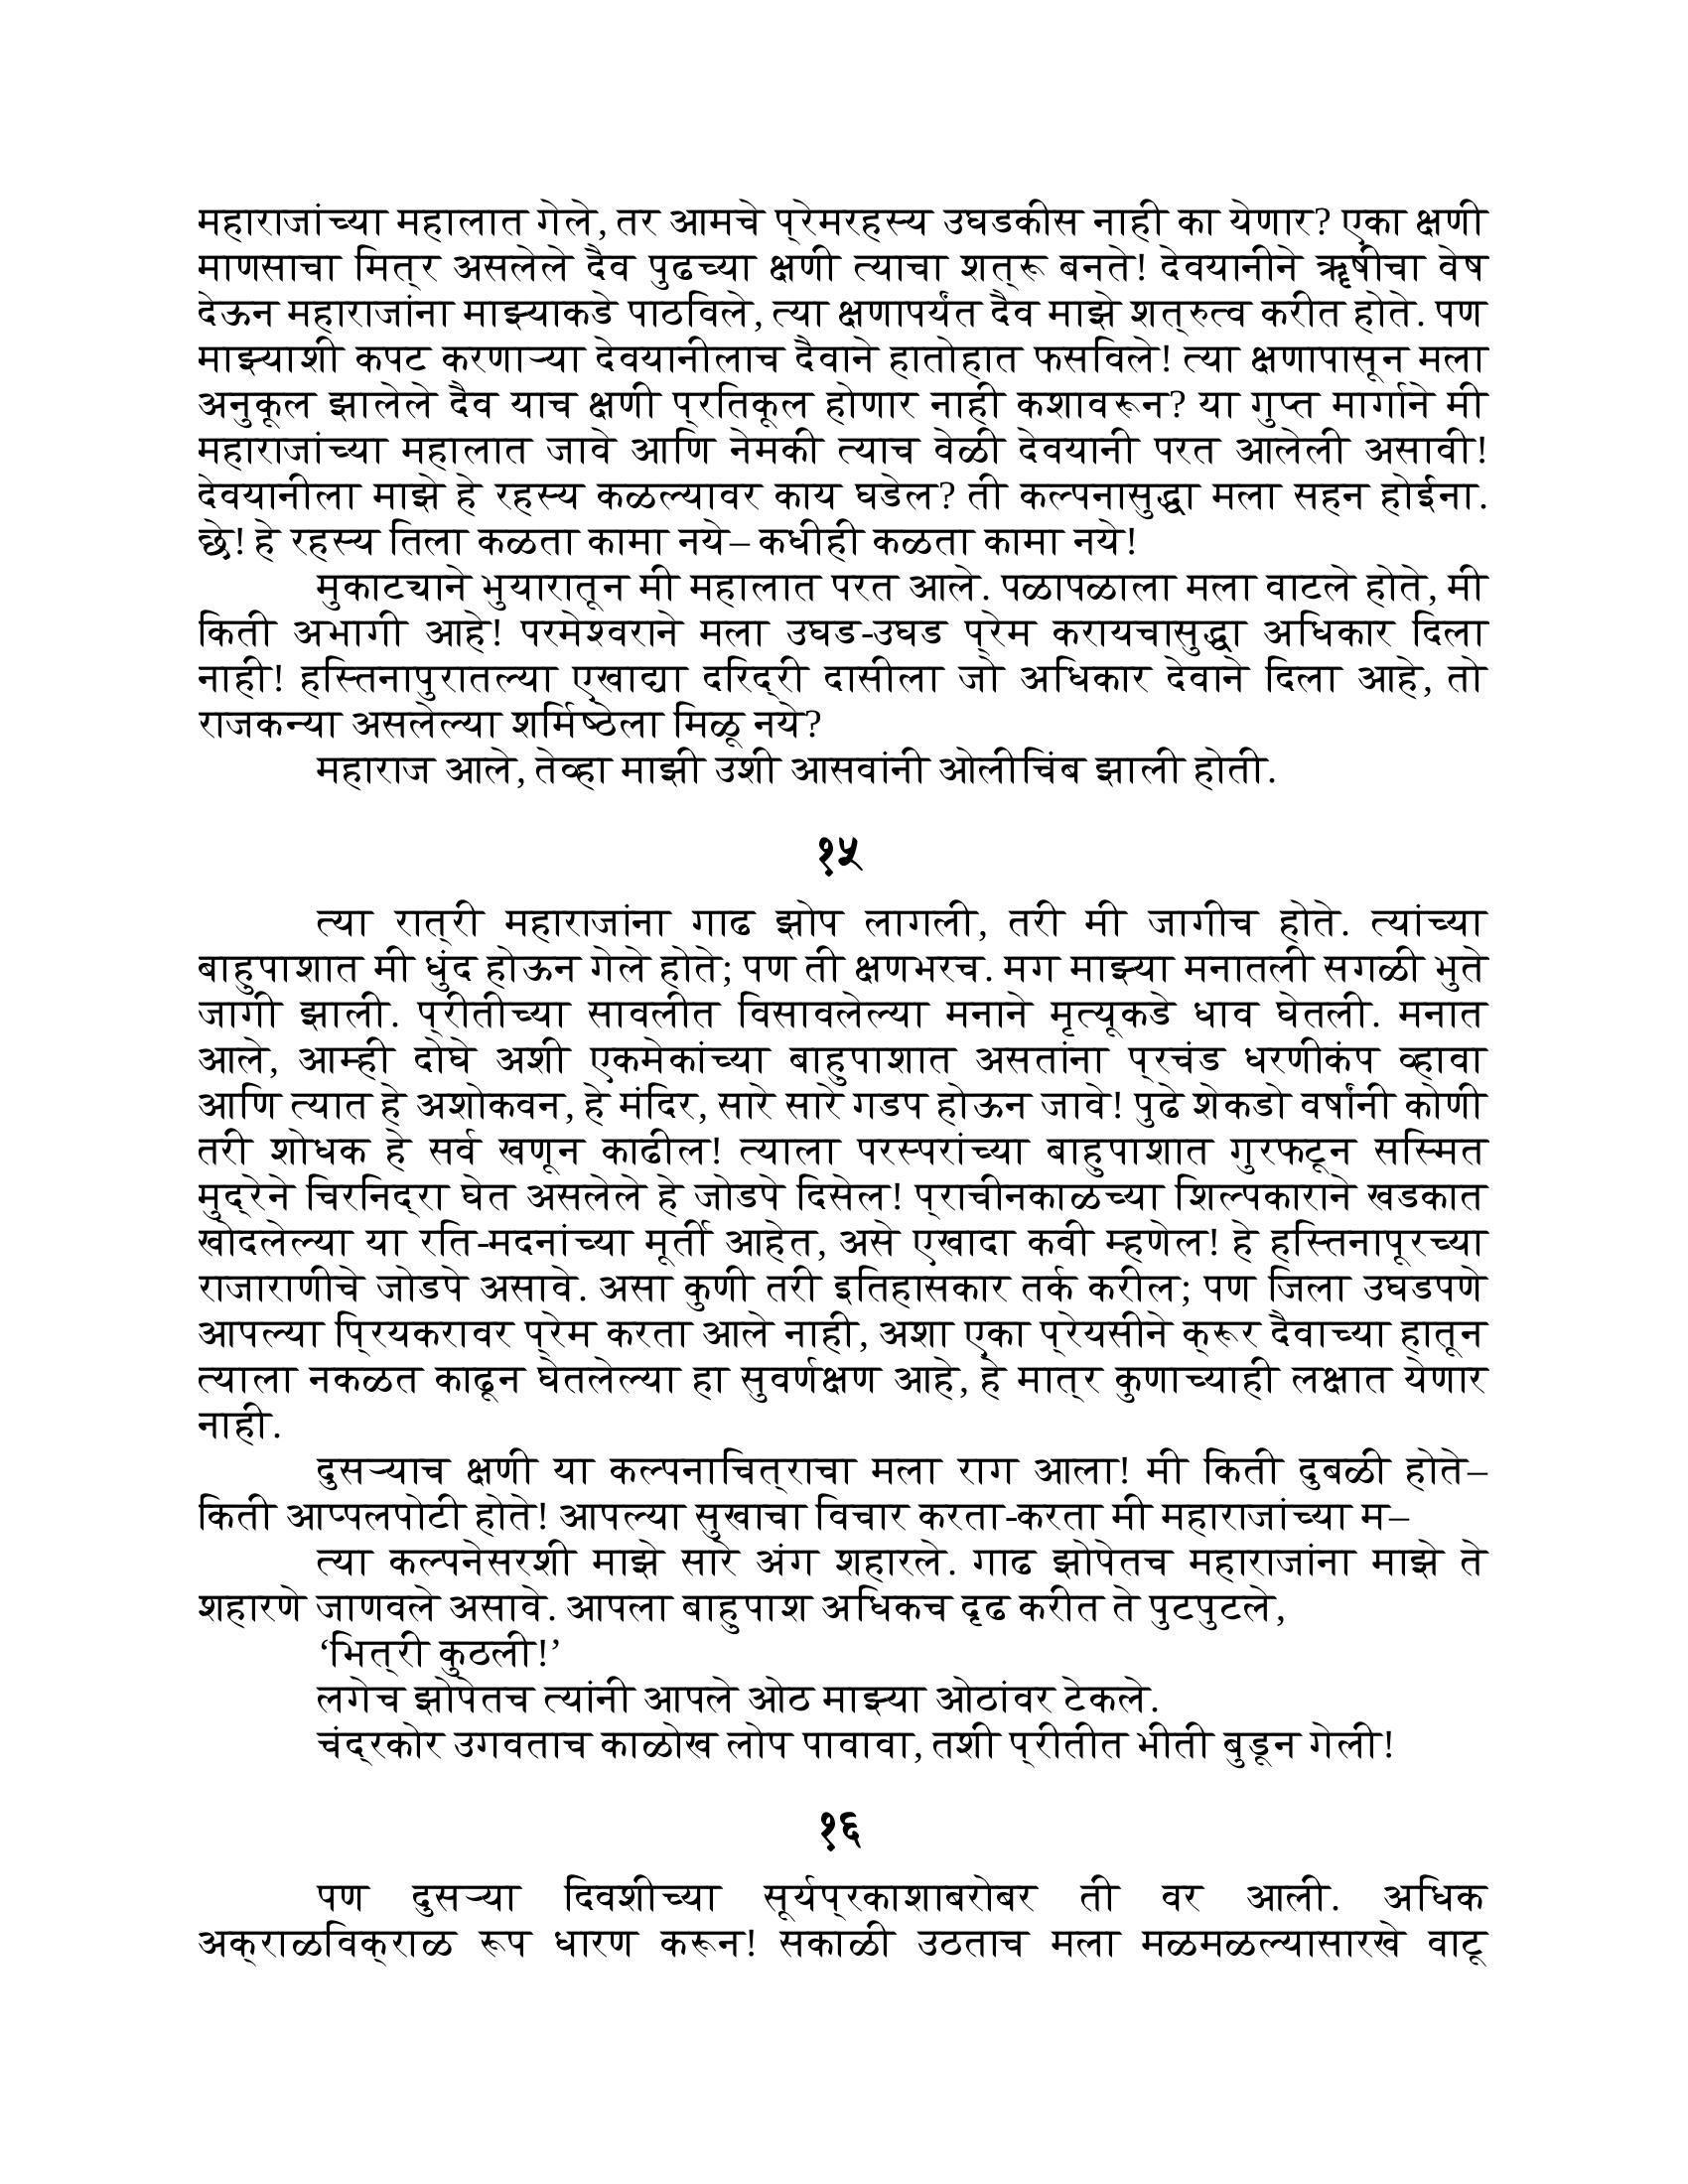 महाराजांच्या महालात गेले, तर आमचे प्रेमरहस्य उघडकीस नाही का येणार? एका क्षणी
माणसाचा मित्र असलेले दैव पुढच्या क्षणी त्याचा शत्रू बनते! देवयानीने ॠषींचा वेष
देऊन महाराजांना माझ्याकडे पाठविले, त्या क्षणापर्यंत दैव माझे शत्रुत्व करीत होते. पण
माझ्याशी कपट करणाऱ्या देवयानीलाच दैवाने हातोहात फसविले! त्या क्षणापासून मला
अनुकूल झालेले दैव याच क्षणी प्रतिकूल होणार नाही कशावरून? या गुप्त मार्गाने मी
महाराजांच्या महालात जावे आणि नेमकी त्याच वेळी देवयानी परत आलेली असावी!
देवयानीला माझे हे रहस्य कळल्यावर काय घडेल? ती कल्पनासुद्धा मला सहन होईना.
छे! हे रहस्य तिला कळता कामा नये– कधीही कळता कामा नये!
मुकाट्याने भुयारातून मी महालात परत आले. पळापळाला मला वाटले होते, मी
किती अभागी आहे! परमेश्वराने मला उघड-उघड प्रेम करायचासुद्धा अधिकार दिला
नाही! हस्तिनापुरातल्या एखाद्या दरिद्री दासीला जो अधिकार देवाने दिला आहे, तो
राजकन्या असलेल्या शर्मिष्ठेला मिळू नये?
महाराज आले, तेव्हा माझी उशी आसवांनी ओलीचिंब झाली होती.
१५
त्या रात्री महाराजांना गाढ झोप लागली, तरी मी जागीच होते. त्यांच्या
बाहुपाशात मी धुंद होऊन गेले होते; पण ती क्षणभरच. मग माझ्या मनातली सगळी भुते
जागी झाली. प्रीतीच्या सावलीत विसावलेल्या मनाने मृत्यूकडे धाव घेतली. मनात
आले, आम्ही दोघे अशी एकमेकांच्या बाहुपाशात असतांना प्रचंड धरणीकंप व्हावा
आणि त्यात हे अशोकवन, हे मंदिर, सारे सारे गडप होऊन जावे! पुढे शेकडो वर्षांनी कोणी
तरी शोधक हे सर्व खणून काढील! त्याला परस्परांच्या बाहुपाशात गुरफटून सस्मित
मुद्रेने चिरनिद्रा घेत असलेले हे जोडपे दिसेल! प्राचीनकाळच्या शिल्पकाराने खडकात
खोदलेल्या या रति-मदनांच्या मूर्ती आहेत, असे एखादा कवी म्हणेल! हे हस्तिनापूरच्या
राजाराणीचे जोडपे असावे. असा कुणी तरी इतिहासकार तर्क करील; पण जिला उघडपणे
आपल्या प्रियकरावर प्रेम करता आले नाही, अशा एका प्रेयसीने क्रूर दैवाच्या हातून
त्याला नकळत काढून घेतलेल्या हा सुवर्णक्षण आहे, हे मात्र कुणाच्याही लक्षात येणार
नाही.
दुसऱ्याच क्षणी या कल्पनाचित्राचा मला राग आला! मी किती दुबळी होते–
किती आप्पलपोटी होते! आपल्या सुखाचा विचार करता-करता मी महाराजांच्या म–
त्या कल्पनेसरशी माझे सारे अंग शहारले. गाढ झोपेतच महाराजांना माझे ते
शहारणे जाणवले असावे. आपला बाहुपाश अधिकच दृढ करीत ते पुटपुटले,
‘भित्री कुठली!’
लगेच झोपेतच त्यांनी आपले ओठ माझ्या ओठांवर टेकले.
चंद्रकोर उगवताच काळोख लोप पावावा, तशी प्रीतीत भीती बुडून गेली!
१६
पण दुसऱ्या दिवशीच्या सूर्यप्रकाशाबरोबर ती वर आली. अधिक
अक्राळविक्राळ रूप धारण करून! सकाळी उठताच मला मळमळल्यासारखे वाटू